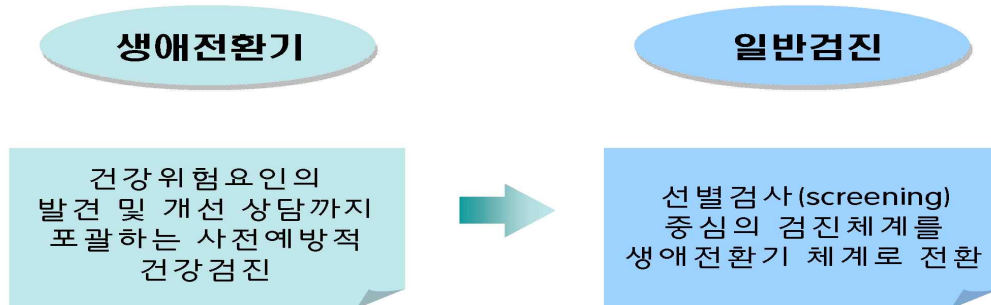 생애전환기
일반검진
건강위험요인의
발견 및 개선 상담까지
포괄하는 사전예방적
건강검진
선별검사(screening)
중심의 검진체계를
생애전환기 체계로 전환